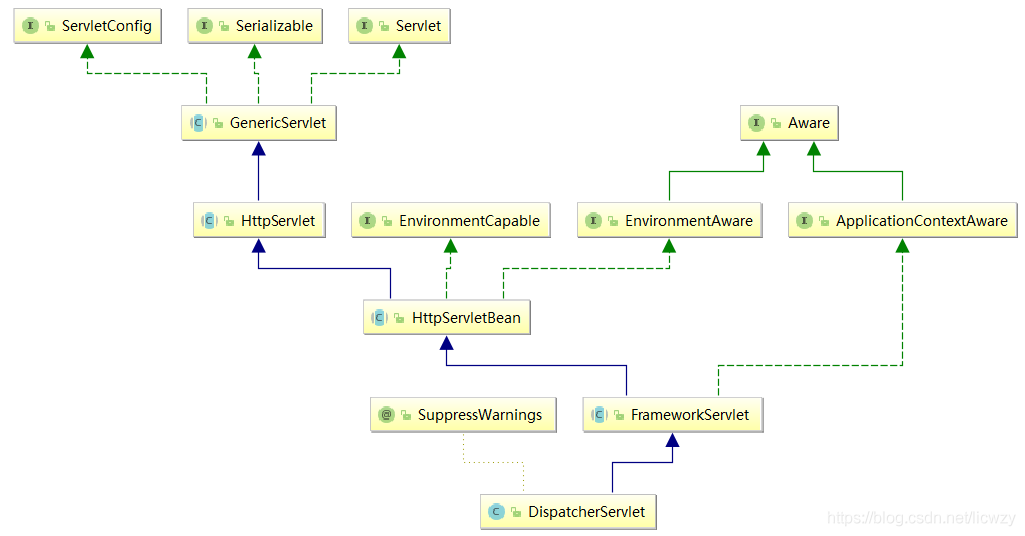 ServletConfig
Serializable
Servlet
GenericServlet
Aware
HttpServlet
EnvironmentCapable
EnvironmentAware
ApplicationContextAware
HttpServletBean
SuppressWarnings
FrameworkServlet
DispatcherServlet
https://blog.csdn.net/licwzy